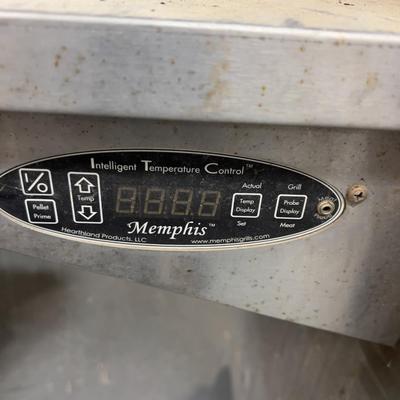 Intelligent Temperature Control™
I/O
Pellet
Prime
Temp
Actual
Temp
Display
Set
Grill
Probe
Display
Meat
Memphis™
Hearthland Products, LLC
www.memphisgrills.com